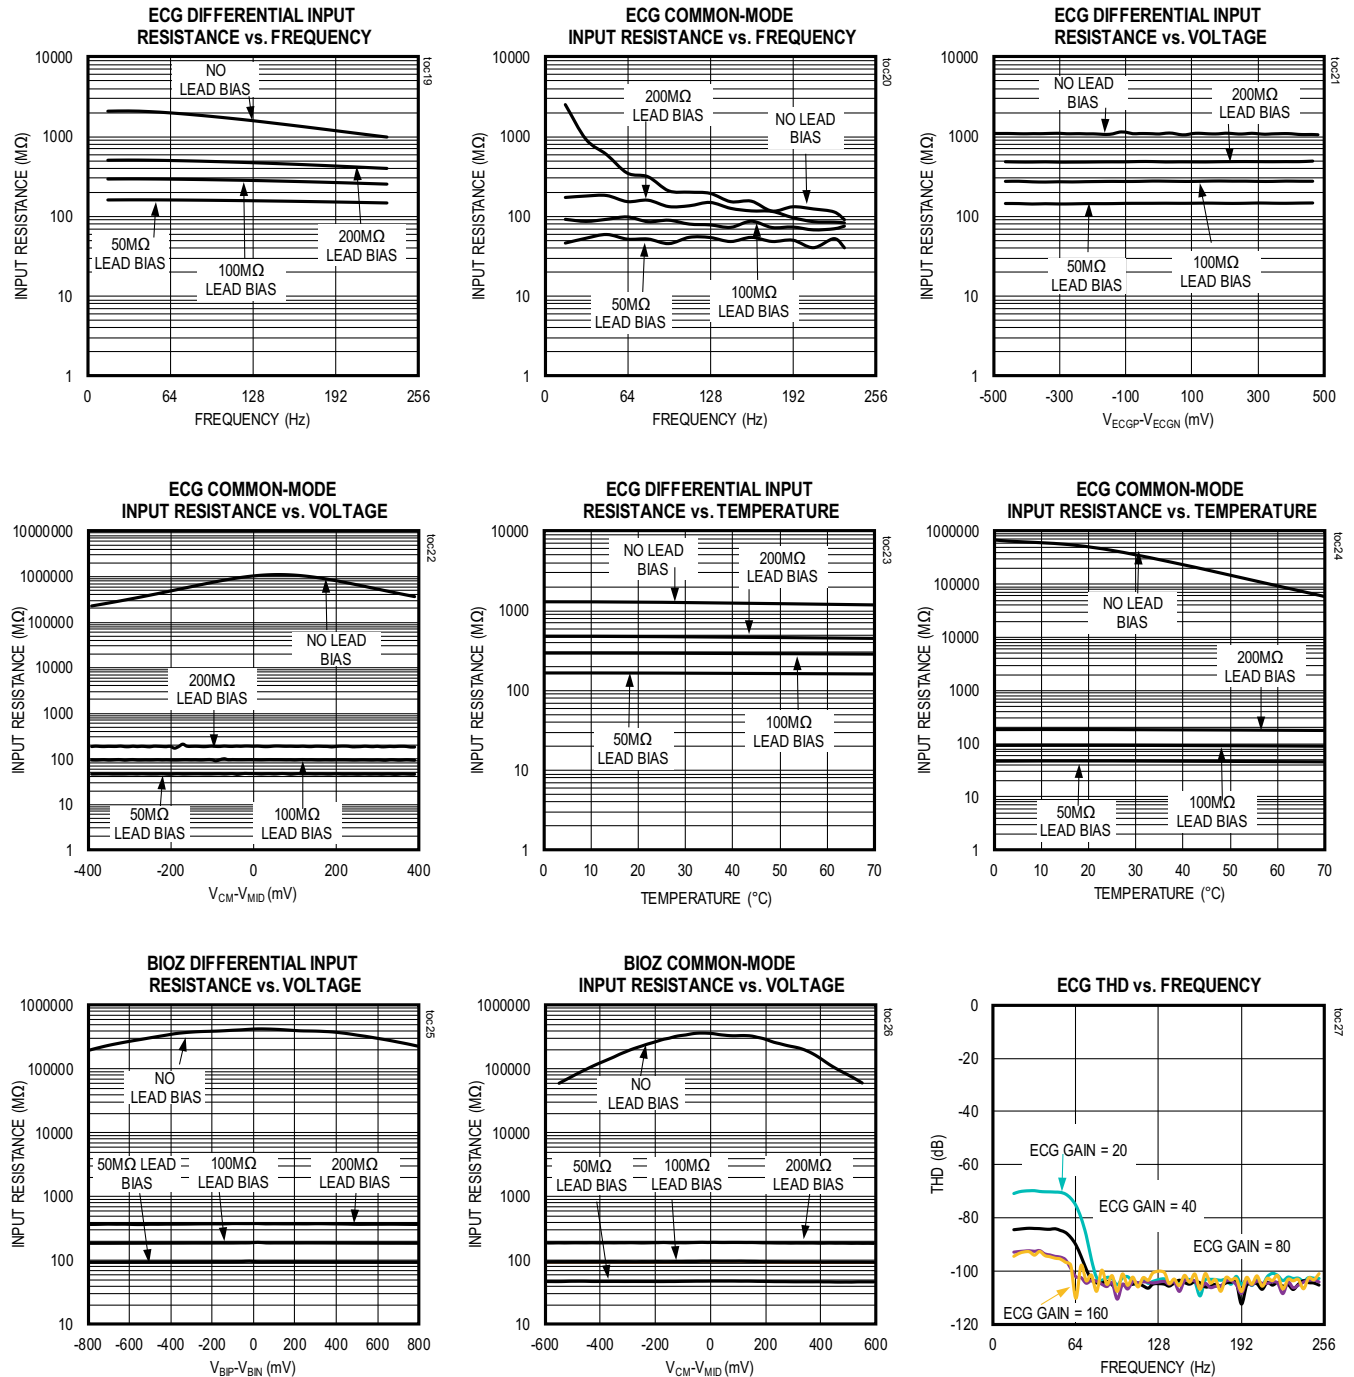 ECG DIFFERENTIAL INPUT
RESISTANCE vs. FREQUENCY
toc19
INPUT RESISTANCE (MΩ)
10000
1000
100
10
1
NO
LEAD BIAS
50MΩ
LEAD BIAS
100MΩ
LEAD BIAS
200MΩ
LEAD BIAS
0 64 128 192 256
FREQUENCY (Hz)
ECG COMMON-MODE
INPUT RESISTANCE vs. FREQUENCY
toc20
INPUT RESISTANCE (MΩ)
10000
1000
100
10
1
200MΩ
LEAD BIAS
NO LEAD
BIAS
50MΩ
LEAD BIAS
100MΩ
LEAD BIAS
0 64 128 192 256
FREQUENCY (Hz)
ECG DIFFERENTIAL INPUT
RESISTANCE vs. VOLTAGE
toc21
INPUT RESISTANCE (MΩ)
10000
1000
100
10
1
NO LEAD
BIAS
200MΩ
LEAD BIAS
50MΩ
LEAD BIAS
100MΩ
LEAD BIAS
-500 -300 -100 100 300 500
VECGP-VECGN (mV)
ECG COMMON-MODE
INPUT RESISTANCE vs. VOLTAGE
toc22
INPUT RESISTANCE (MΩ)
10000000
1000000
100000
10000
1000
100
10
1
NO LEAD
BIAS
200MΩ
LEAD BIAS
50MΩ
LEAD BIAS
100MΩ
LEAD BIAS
-400 -200 0 200 400
VCM-VMID (mV)
ECG DIFFERENTIAL INPUT
RESISTANCE vs. TEMPERATURE
toc23
INPUT RESISTANCE (MΩ)
10000
1000
100
10
1
NO LEAD
BIAS
200MΩ
LEAD BIAS
50MΩ
LEAD BIAS
100MΩ
LEAD BIAS
0 10 20 30 40 50 60 70
TEMPERATURE (°C)
ECG COMMON-MODE
INPUT RESISTANCE vs. TEMPERATURE
toc24
INPUT RESISTANCE (MΩ)
1000000
100000
10000
1000
100
10
1
NO LEAD
BIAS
200MΩ
LEAD BIAS
50MΩ
LEAD BIAS
100MΩ
LEAD BIAS
0 10 20 30 40 50 60 70
TEMPERATURE (°C)
BIOZ DIFFERENTIAL INPUT
RESISTANCE vs. VOLTAGE
toc25
INPUT RESISTANCE (MΩ)
1000000
100000
10000
1000
100
10
NO
LEAD BIAS
50MΩ LEAD
BIAS
100MΩ
LEAD BIAS
200MΩ
LEAD BIAS
-800 -600 -400 -200 0 200 400 600 800
VBIP-VBIN (mV)
BIOZ COMMON-MODE
INPUT RESISTANCE vs. VOLTAGE
toc26
INPUT RESISTANCE (MΩ)
1000000
100000
10000
1000
100
10
NO
LEAD BIAS
50MΩ
LEAD BIAS
100MΩ
LEAD BIAS
200MΩ
LEAD BIAS
-600 -400 -200 0 200 400 600
VCM-VMID (mV)
ECG THD vs. FREQUENCY
toc27
THD (dB)
0
-20
-40
-60
-80
-100
-120
ECG GAIN = 20
ECG GAIN = 40
ECG GAIN = 80
ECG GAIN = 160
0 64 128 192 256
FREQUENCY (Hz)